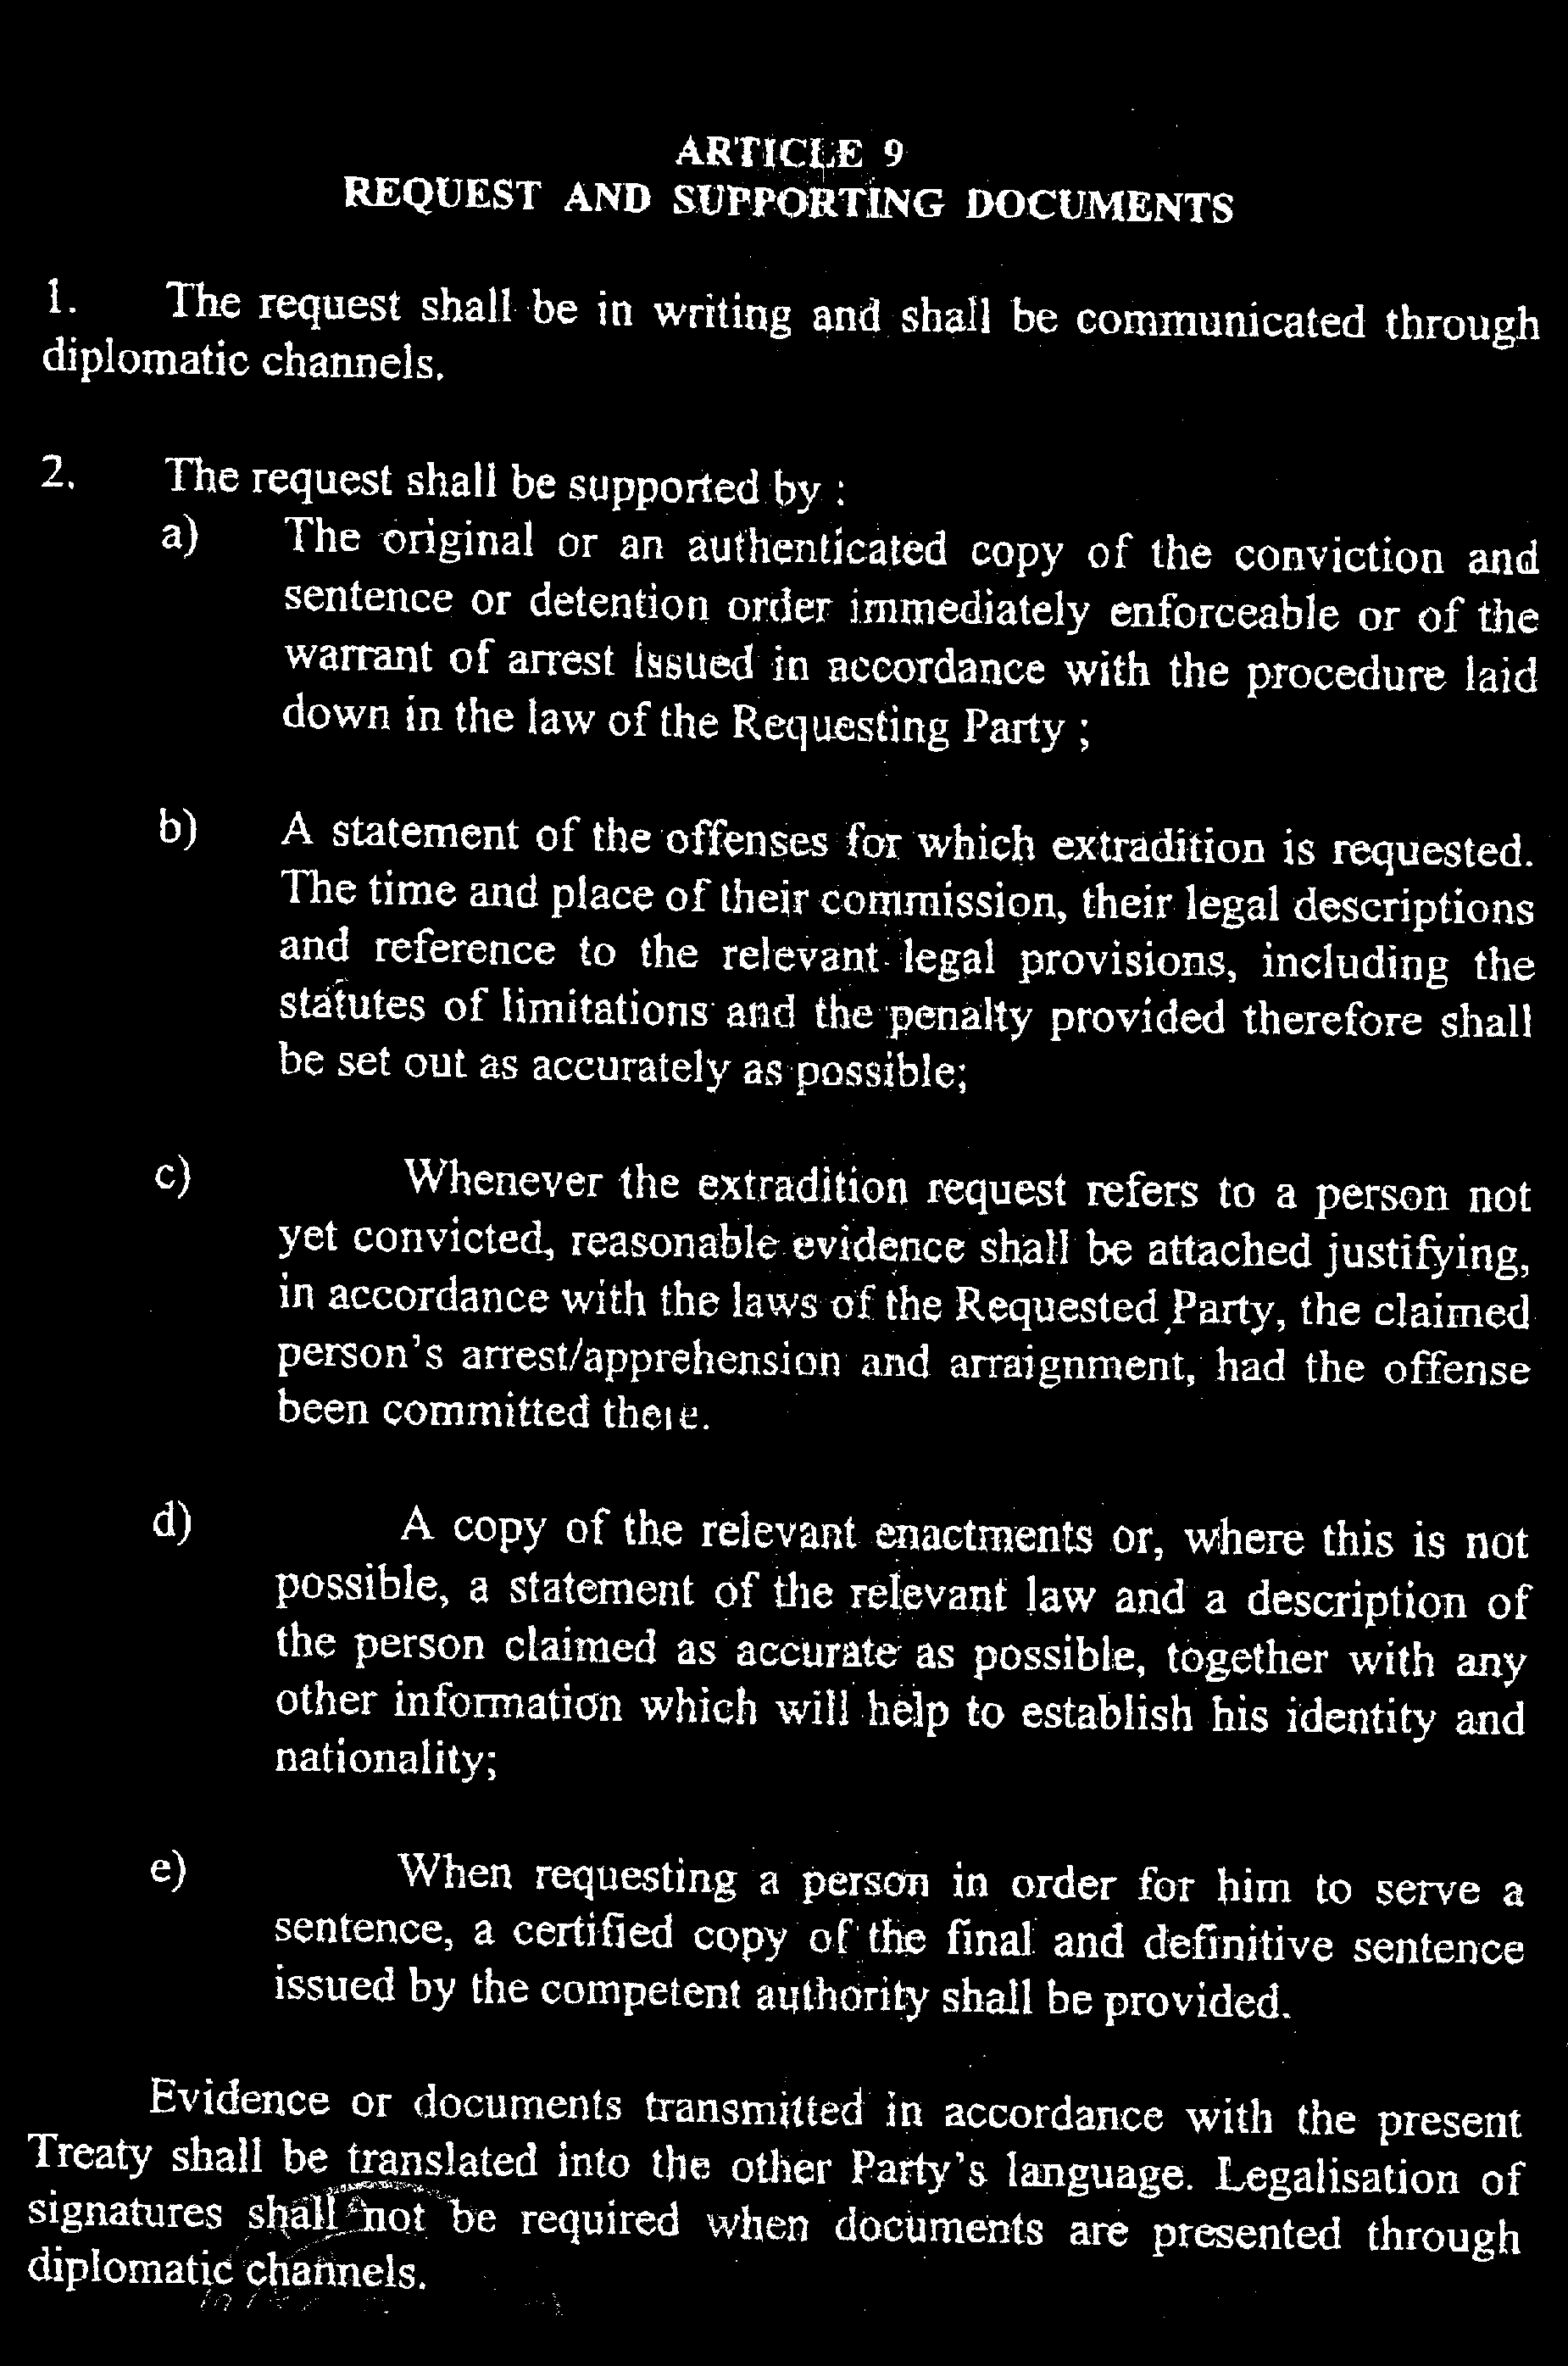 ARTICLE 9
REQUEST AND SUPPORTING DOCUMENTS
1. The request shall be in writing and shall be communicated through
diplomatic channels.
2. The request shall be supported by :
a) The original or an authenticated copy of the conviction and
sentence or detention order immediately enforceable or of the
warrant of arrest issued in accordance with the procedure laid
down in the law of the Requesting Party ;
b) A statement of the offenses for which extradition is requested.
The time and place of their commission, their legal descriptions
and reference to the relevant legal provisions, including the
statutes of limitations and the penalty provided therefore shall
be set out as accurately as possible;
c) Whenever the extradition request refers to a person not
yet convicted, reasonable evidence shall be attached justifying,
in accordance with the laws of the Requested Party, the claimed
person's arrest/apprehension and arraignment, had the offense
been committed there.
d) A copy of the relevant enactments or, where this is not
possible, a statement of the relevant law and a description of
the person claimed as accurate as possible, together with any
other information which will help to establish his identity and
nationality;
e) When requesting a person in order for him to serve a
sentence, a certified copy of the final and definitive sentence
issued by the competent authority shall be provided.
Evidence or documents transmitted in accordance with the present
Treaty shall be translated into the other Party's language. Legalisation of
signatures shall not be required when documents are presented through
diplomatic channels.